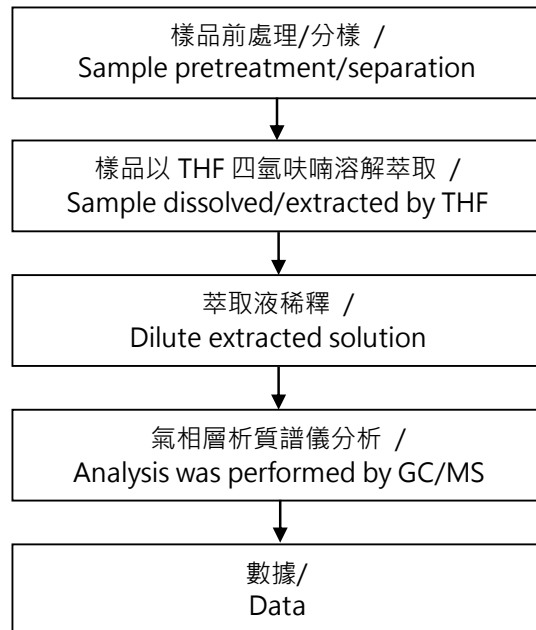 樣品前處理/分樣 /
Sample pretreatment/separation
樣品以 THF 四氫呋喃溶解萃取 /
Sample dissolved/extracted by THF
萃取液稀釋 /
Dilute extracted solution
氣相層析質譜儀分析 /
Analysis was performed by GC/MS
數據/
Data